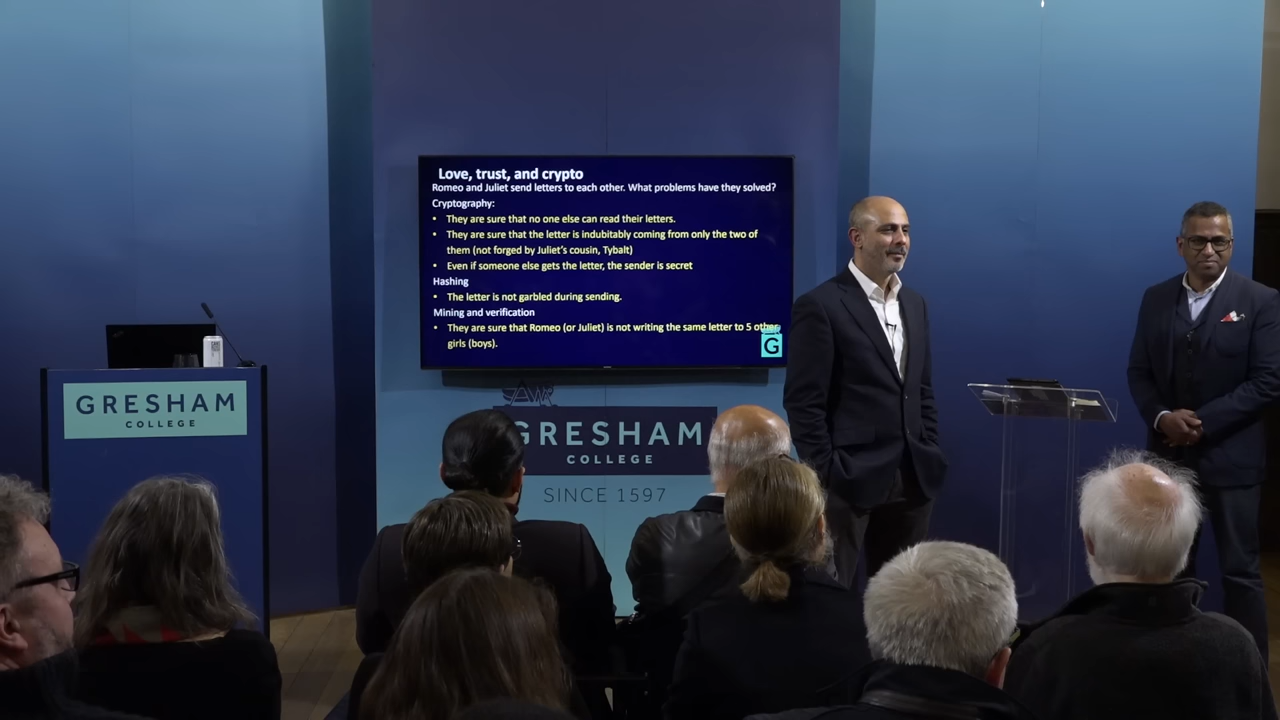 Love, trust, and crypto
Romeo and Juliet send letters to each other. What problems have they solved?
Cryptography:
• They are sure that no one else can read their letters.
• They are sure that the letter is indubitably coming from only the two of
them (not forged by Juliet's cousin, Tybalt)
• Even if someone else gets the letter, the sender is secret
Hashing
• The letter is not garbled during sending.
Mining and verification
• They are sure that Romeo (or Juliet) is not writing the same letter to 5 other
girls (boys).
G
GRESHAM
COLLEGE
GRESHAM
COLLEGE
SINCE 1597